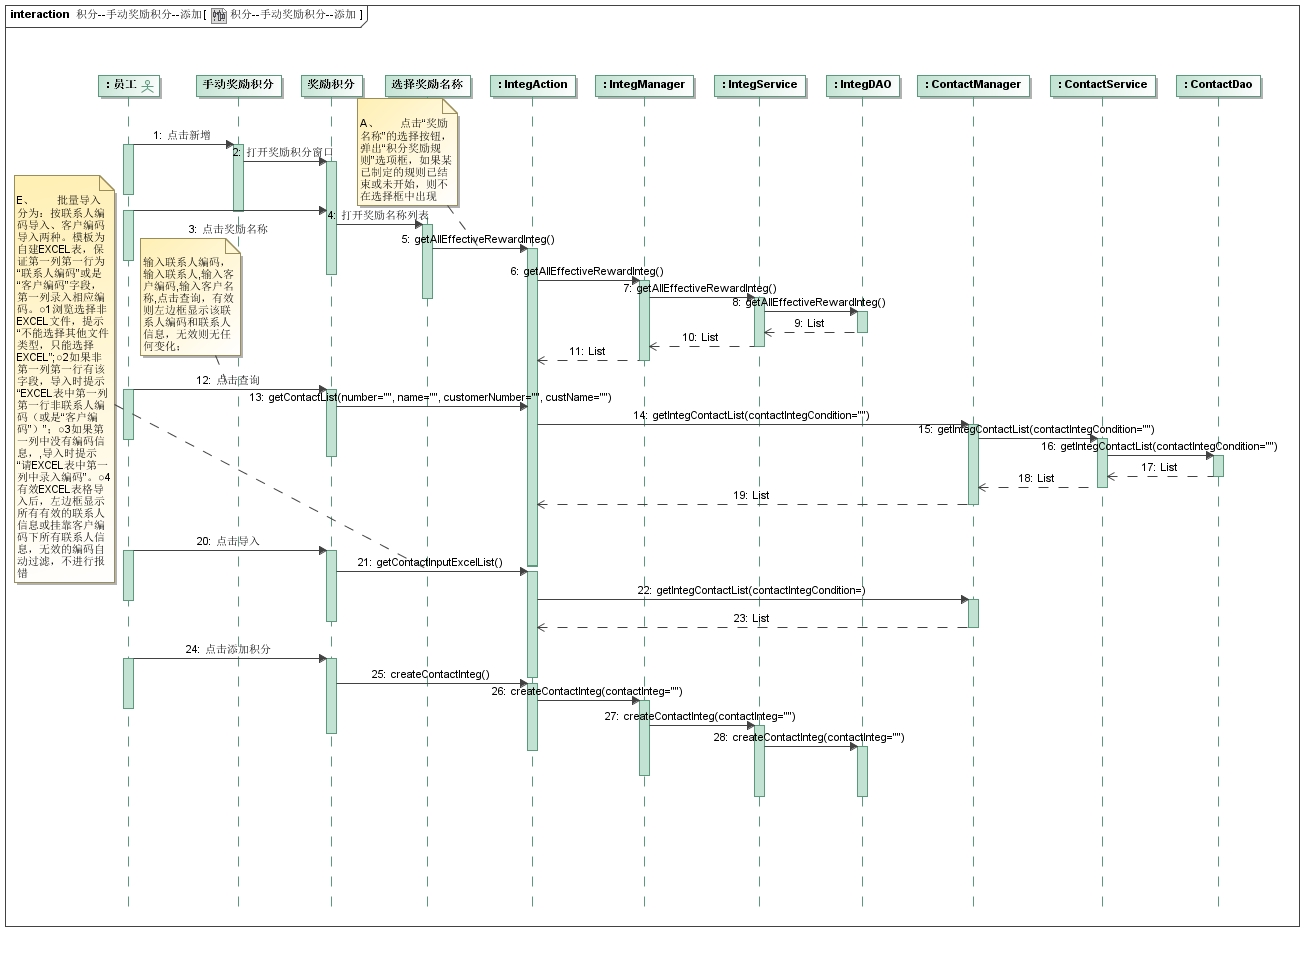 interaction 积分--手动奖励积分--添加[ 积分--手动奖励积分--添加 ]
: 员工
手动奖励积分
奖励积分
选择奖励名称
: IntegAction
: IntegManager
: IntegService
: IntegDAO
: ContactManager
: ContactService
: ContactDao
A、 点击“奖励
名称”的选择按钮，
弹出“积分奖励规
则”选项框，如果某
已制定的规则已结
束或未开始，则不
在选择框中出现
1: 点击新增
2: 打开奖励积分窗口
E、 批量导入
分为：按联系人编
码导入、客户编码
导入两种。模板为
自建EXCEL表，保
证第一列第一行为
“联系人编码”或是
“客户编码”字段，
第一列录入相应编
码。○1浏览选择非
EXCEL文件，提示
“不能选择其他文件
类型，只能选择
EXCEL”;○2如果非
第一列第一行有该
字段，导入时提示
“EXCEL表中第一列
第一行非联系人编
码（或是“客户编
码”）”；○3如果第
一列中没有编码信
息，,导入时提示
“请EXCEL表中第一
列中录入编码”。○4
有效EXCEL表格导
入后，左边框显示
所有有效的联系人
信息或挂靠客户编
码下所有联系人信
息，无效的编码自
动过滤，不进行报
错
3: 点击奖励名称
4: 打开奖励名称列表
5: getAllEffectiveRewardInteg()
输入联系人编码，
输入联系人,输入客
户编码,输入客户名
称,点击查询，有效
则左边框显示该联
系人编码和联系人
信息，无效则无任
何变化；
6: getAllEffectiveRewardInteg()
7: getAllEffectiveRewardInteg()
8: getAllEffectiveRewardInteg()
9: List
10: List
11: List
12: 点击查询
13: getContactList(number="", name="", customerNumber="", custName="")
14: getIntegContactList(contactIntegCondition="")
15: getIntegContactList(contactIntegCondition="")
16: getIntegContactList(contactIntegCondition="")
17: List
18: List
19: List
20: 点击导入
21: getContactInputExcelList()
22: getIntegContactList(contactIntegCondition=)
23: List
24: 点击添加积分
25: createContactInteg()
26: createContactInteg(contactInteg="")
27: createContactInteg(contactInteg="")
28: createContactInteg(contactInteg="")